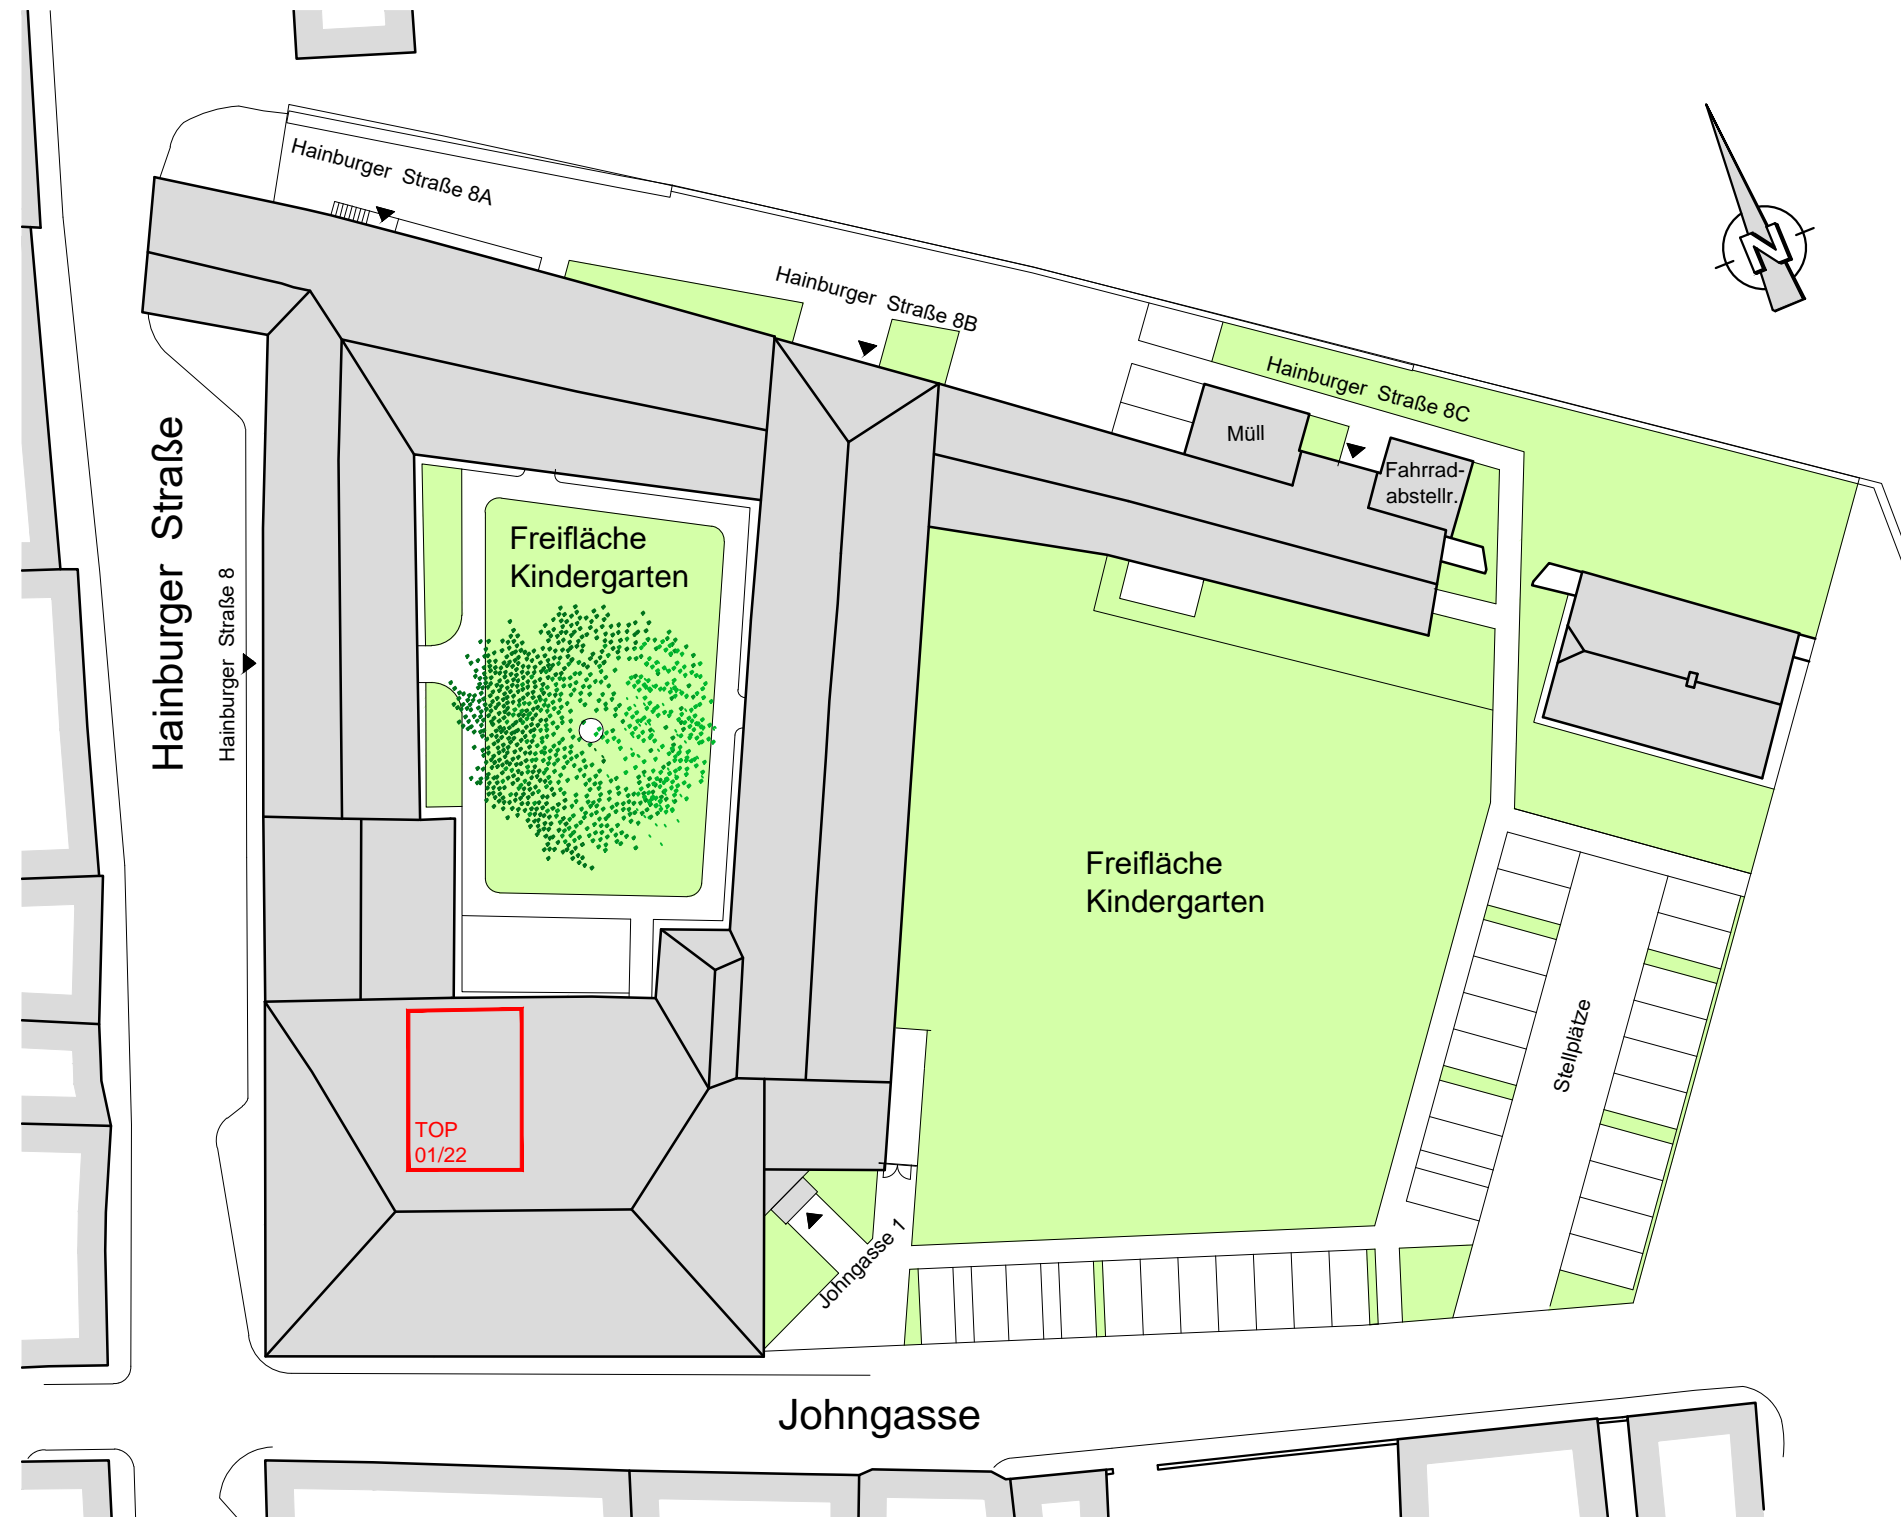 Hainburger Straße 8A
Hainburger Straße 8B
N
Hainburger Straße 8C
Müll
Fahrrad-
abstellr.
Hainburger Straße
Hainburger Straße 8
Freifläche
Kindergarten
Freifläche
Kindergarten
Stellplätze
TOP
01/22
Johngasse 1
Johngasse